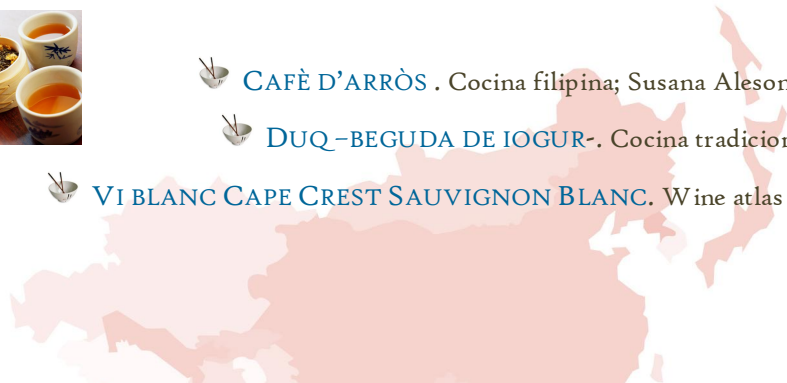 CAFÈ D’ARRÒS . Cocina filipina; Susana Aleson
DUQ –BEGUDA DE IOGUR-. Cocina tradicion
VI BLANC CAPE CREST SAUVIGNON BLANC. Wine atlas